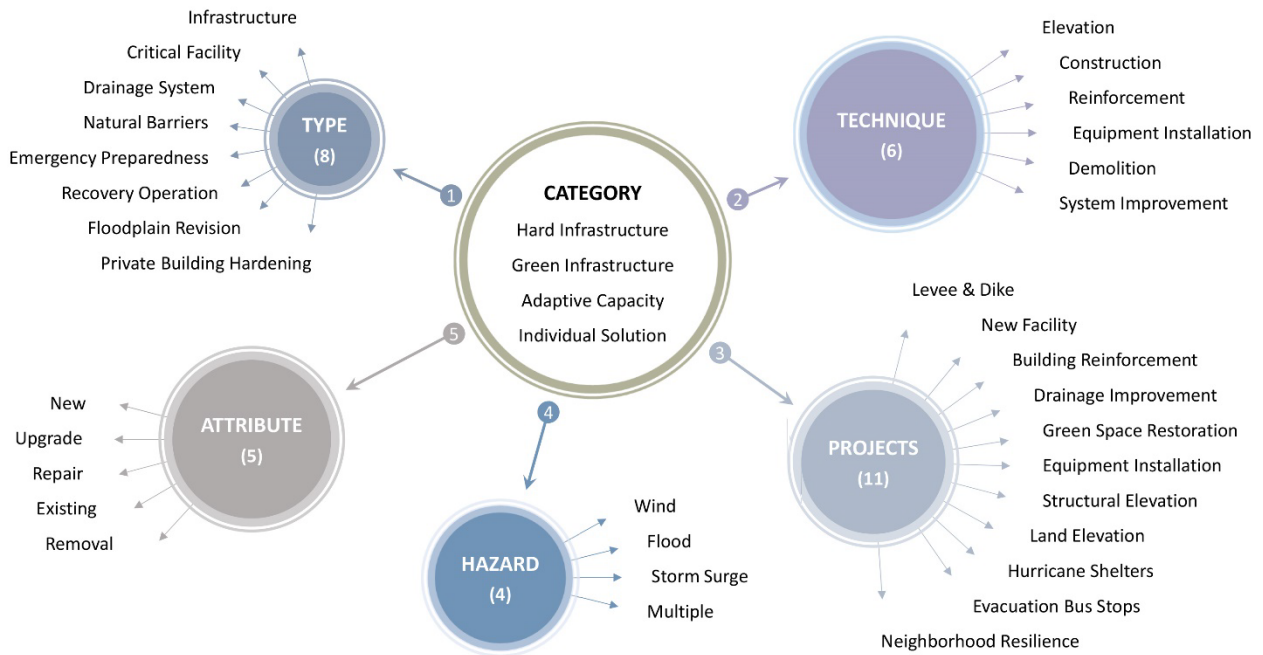 CATEGORY
Hard Infrastructure
Green Infrastructure
Adaptive Capacity
Individual Solution
1
TYPE
(8)
Infrastructure
Critical Facility
Drainage System
Natural Barriers
Emergency Preparedness
Recovery Operation
Floodplain Revision
Private Building Hardening
2
TECHNIQUE
(6)
Elevation
Construction
Reinforcement
Equipment Installation
Demolition
System Improvement
3
PROJECTS
(11)
Levee & Dike
New Facility
Building Reinforcement
Drainage Improvement
Green Space Restoration
Equipment Installation
Structural Elevation
Land Elevation
Hurricane Shelters
Evacuation Bus Stops
Neighborhood Resilience
4
HAZARD
(4)
Wind
Flood
Storm Surge
Multiple
5
ATTRIBUTE
(5)
New
Upgrade
Repair
Existing
Removal